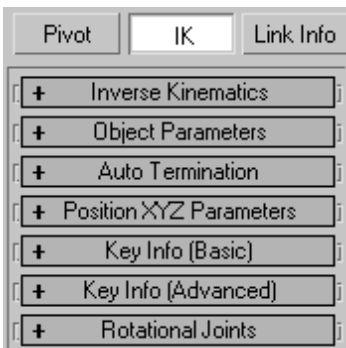 Pivot IK Link Info
+ Inverse Kinematics
+ Object Parameters
+ Auto Termination
+ Position XYZ Parameters
+ Key Info (Basic)
+ Key Info (Advanced)
+ Rotational Joints